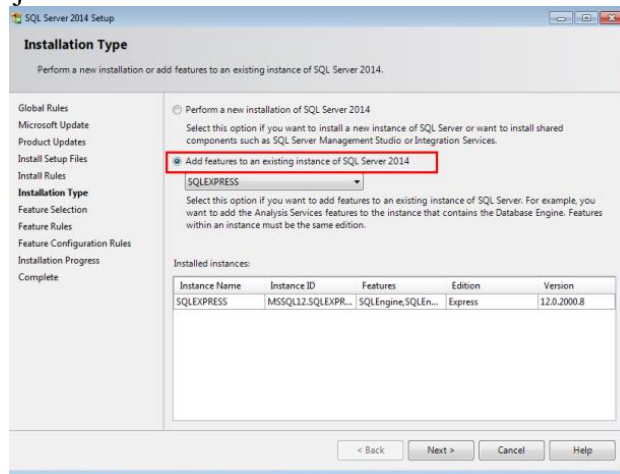 SQL Server 2014 Setup
Installation Type
Perform a new installation or add features to an existing instance of SQL Server 2014.
Global Rules
Microsoft Update
Product Updates
Install Setup Files
Install Rules
Installation Type
Feature Selection
Feature Rules
Feature Configuration Rules
Installation Progress
Complete
Perform a new installation of SQL Server 2014
Select this option if you want to install a new instance of SQL Server or want to install shared
components such as SQL Server Management Studio or Integration Services.
Add features to an existing instance of SQL Server 2014
SQLEXPRESS
Select this option if you want to add features to an existing instance of SQL Server. For example, you
want to add the Analysis Services features to the instance that contains the Database Engine. Features
within an instance must be the same edition.
Installed instances:
Instance Name Instance ID Features Edition Version
SQLEXPRESS MSSQL12.SQLEXPR... SQLEngine,SQLEn... Express 12.0.2000.8
< Back Next > Cancel Help